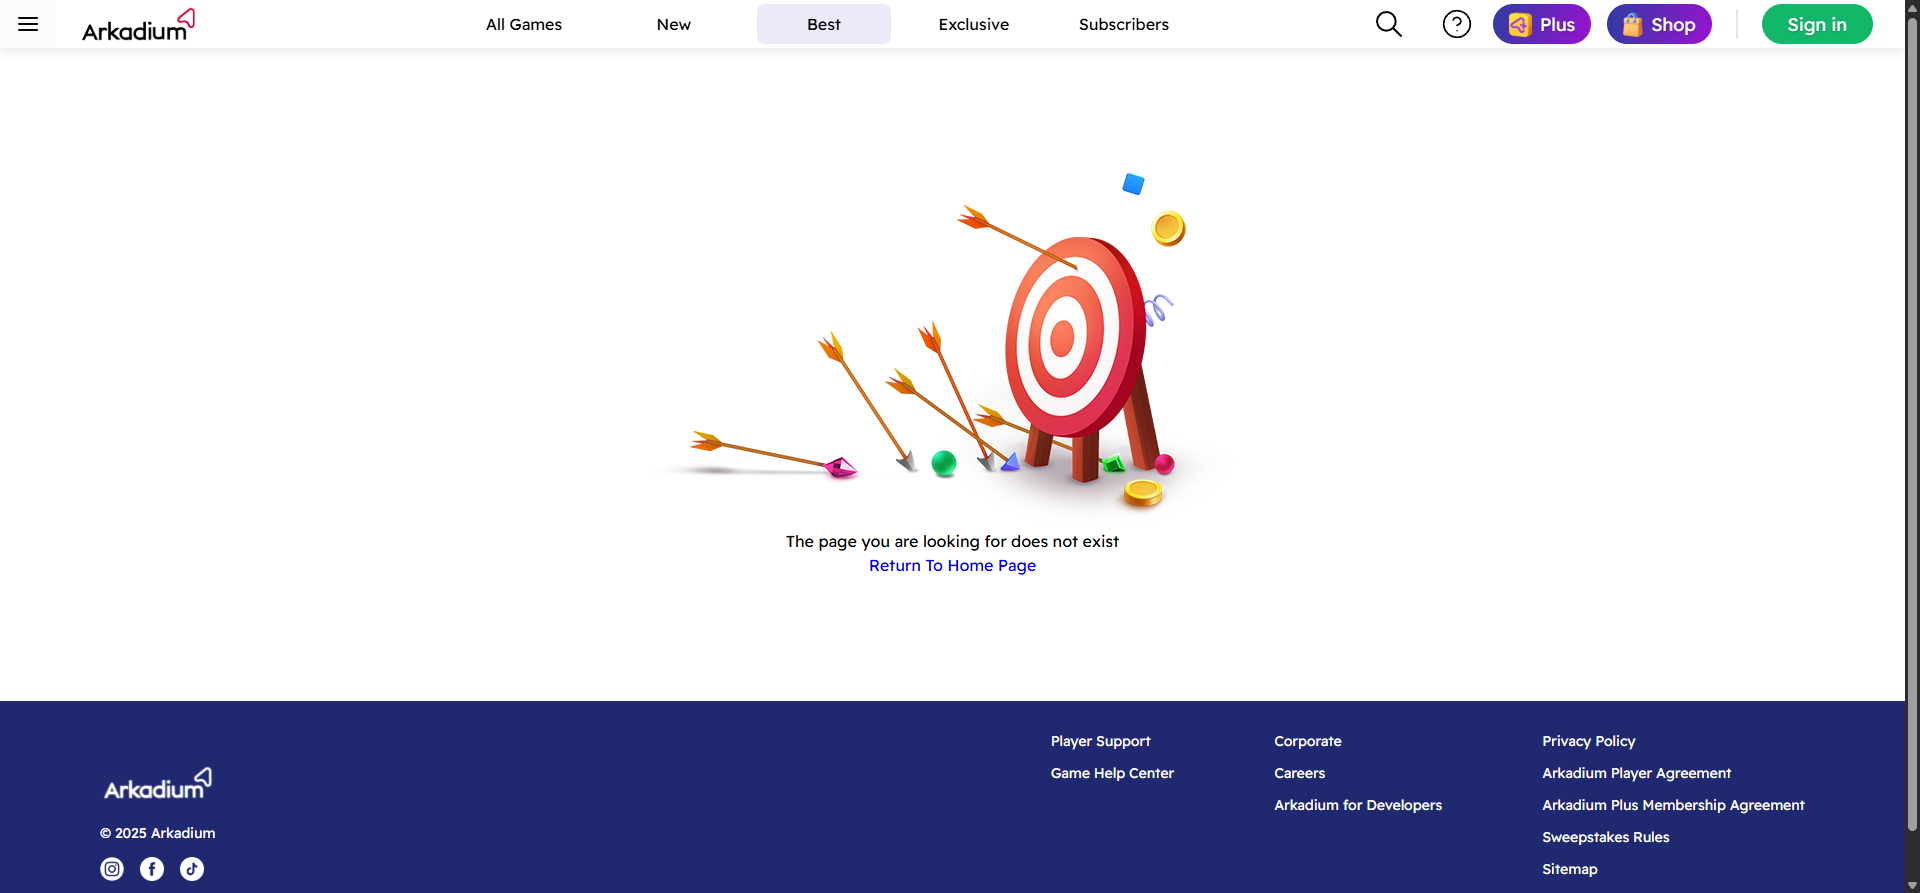 Arkadium
All Games
New
Best
Exclusive
Subscribers
?
Plus
Shop
Sign in
The page you are looking for does not exist
Return To Home Page
Arkadium
© 2025 Arkadium
Player Support
Game Help Center
Corporate
Careers
Arkadium for Developers
Privacy Policy
Arkadium Player Agreement
Arkadium Plus Membership Agreement
Sweepstakes Rules
Sitemap